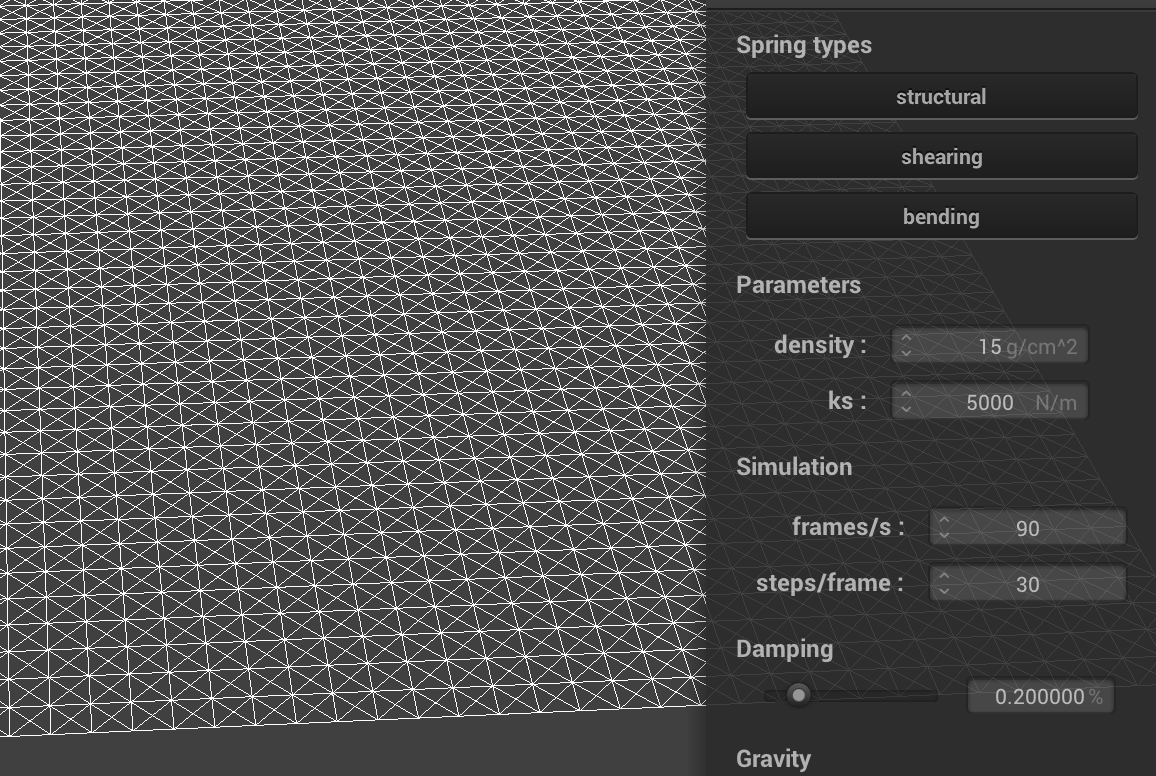 Spring types
structural
shearing
bending
Parameters
density : 15 g/cm^2
ks : 5000 N/m
Simulation
frames/s : 90
steps/frame : 30
Damping
0.200000 %
Gravity